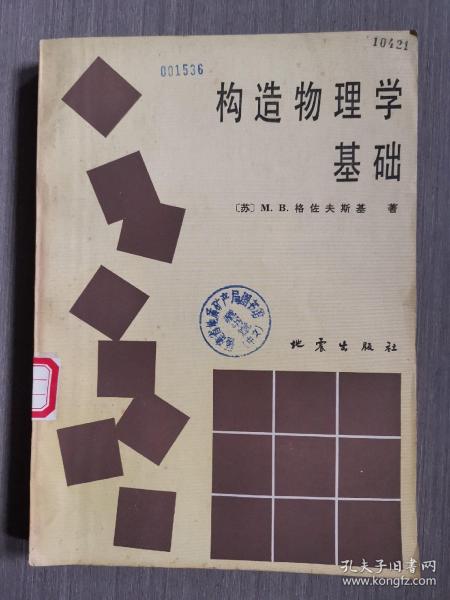 10421
001536
构造物理学
基础
〔苏〕 M. B. 格佐夫斯基 著
地震出版社
孔夫子旧书网
www.kongfz.com